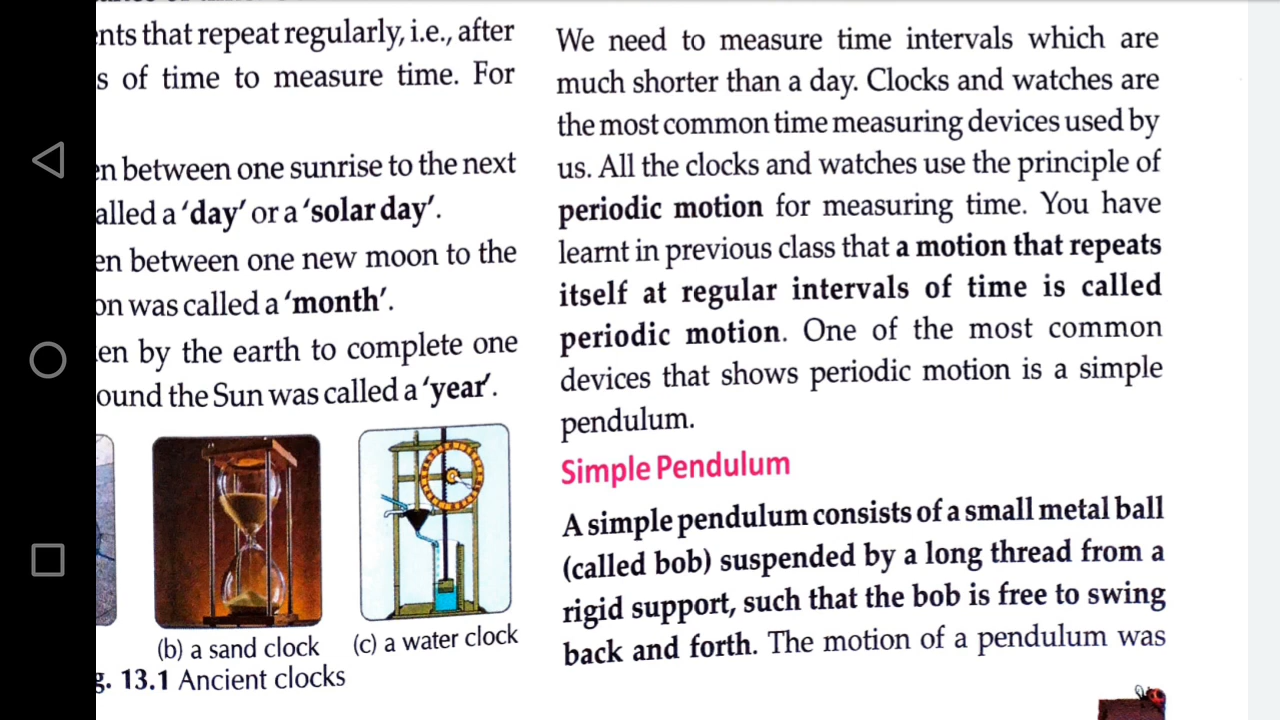 nts that repeat regularly, i.e., after
s of time to measure time. For
en between one sunrise to the next
alled a 'day' or a 'solar day'.
en between one new moon to the
on was called a 'month'.
en by the earth to complete one
ound the Sun was called a 'year'.
(b) a sand clock
(c) a water clock
g. 13.1 Ancient clocks
We need to measure time intervals which are
much shorter than a day. Clocks and watches are
the most common time measuring devices used by
us. All the clocks and watches use the principle of
periodic motion for measuring time. You have
learnt in previous class that a motion that repeats
itself at regular intervals of time is called
periodic motion. One of the most common
devices that shows periodic motion is a simple
pendulum.
Simple Pendulum
A simple pendulum consists of a small metal ball
(called bob) suspended by a long thread from a
rigid support, such that the bob is free to swing
back and forth. The motion of a pendulum was